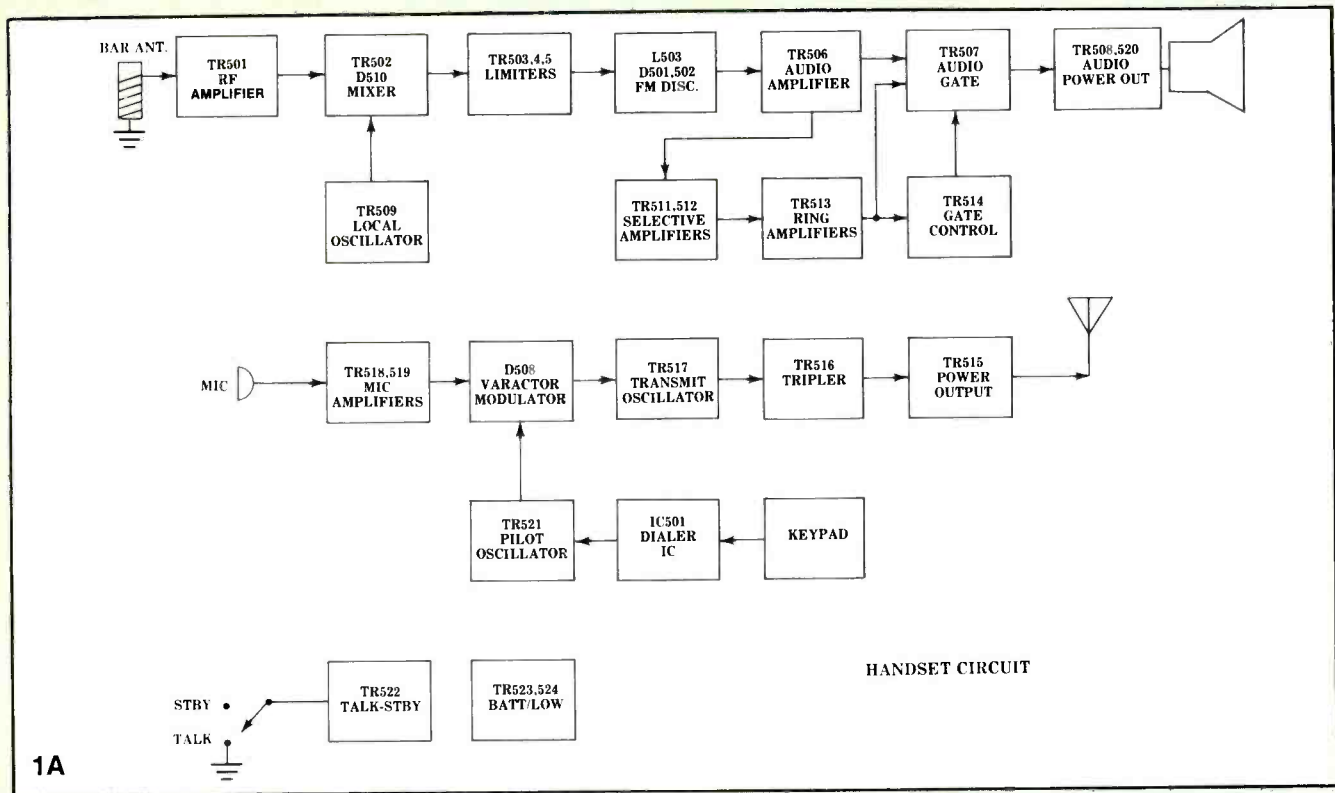 BAR ANT.
TR501
RF
AMPLIFIER
TR502
D510
MIXER
TR503,4,5
LIMITERS
L503
D501,502
FM DISC.
TR506
AUDIO
AMPLIFIER
TR507
AUDIO
GATE
TR508,520
AUDIO
POWER OUT
TR509
LOCAL
OSCILLATOR
TR511,512
SELECTIVE
AMPLIFIERS
TR513
RING
AMPLIFIERS
TR514
GATE
CONTROL
MIC
TR518,519
MIC
AMPLIFIERS
D508
VARACTOR
MODULATOR
TR517
TRANSMIT
OSCILLATOR
TR516
TRIPLER
TR515
POWER
OUTPUT
TR521
PILOT
OSCILLATOR
IC501
DIALER
IC
KEYPAD
STBY
TALK
TR522
TALK-STBY
TR523,524
BATT/LOW
HANDSET CIRCUIT
1A